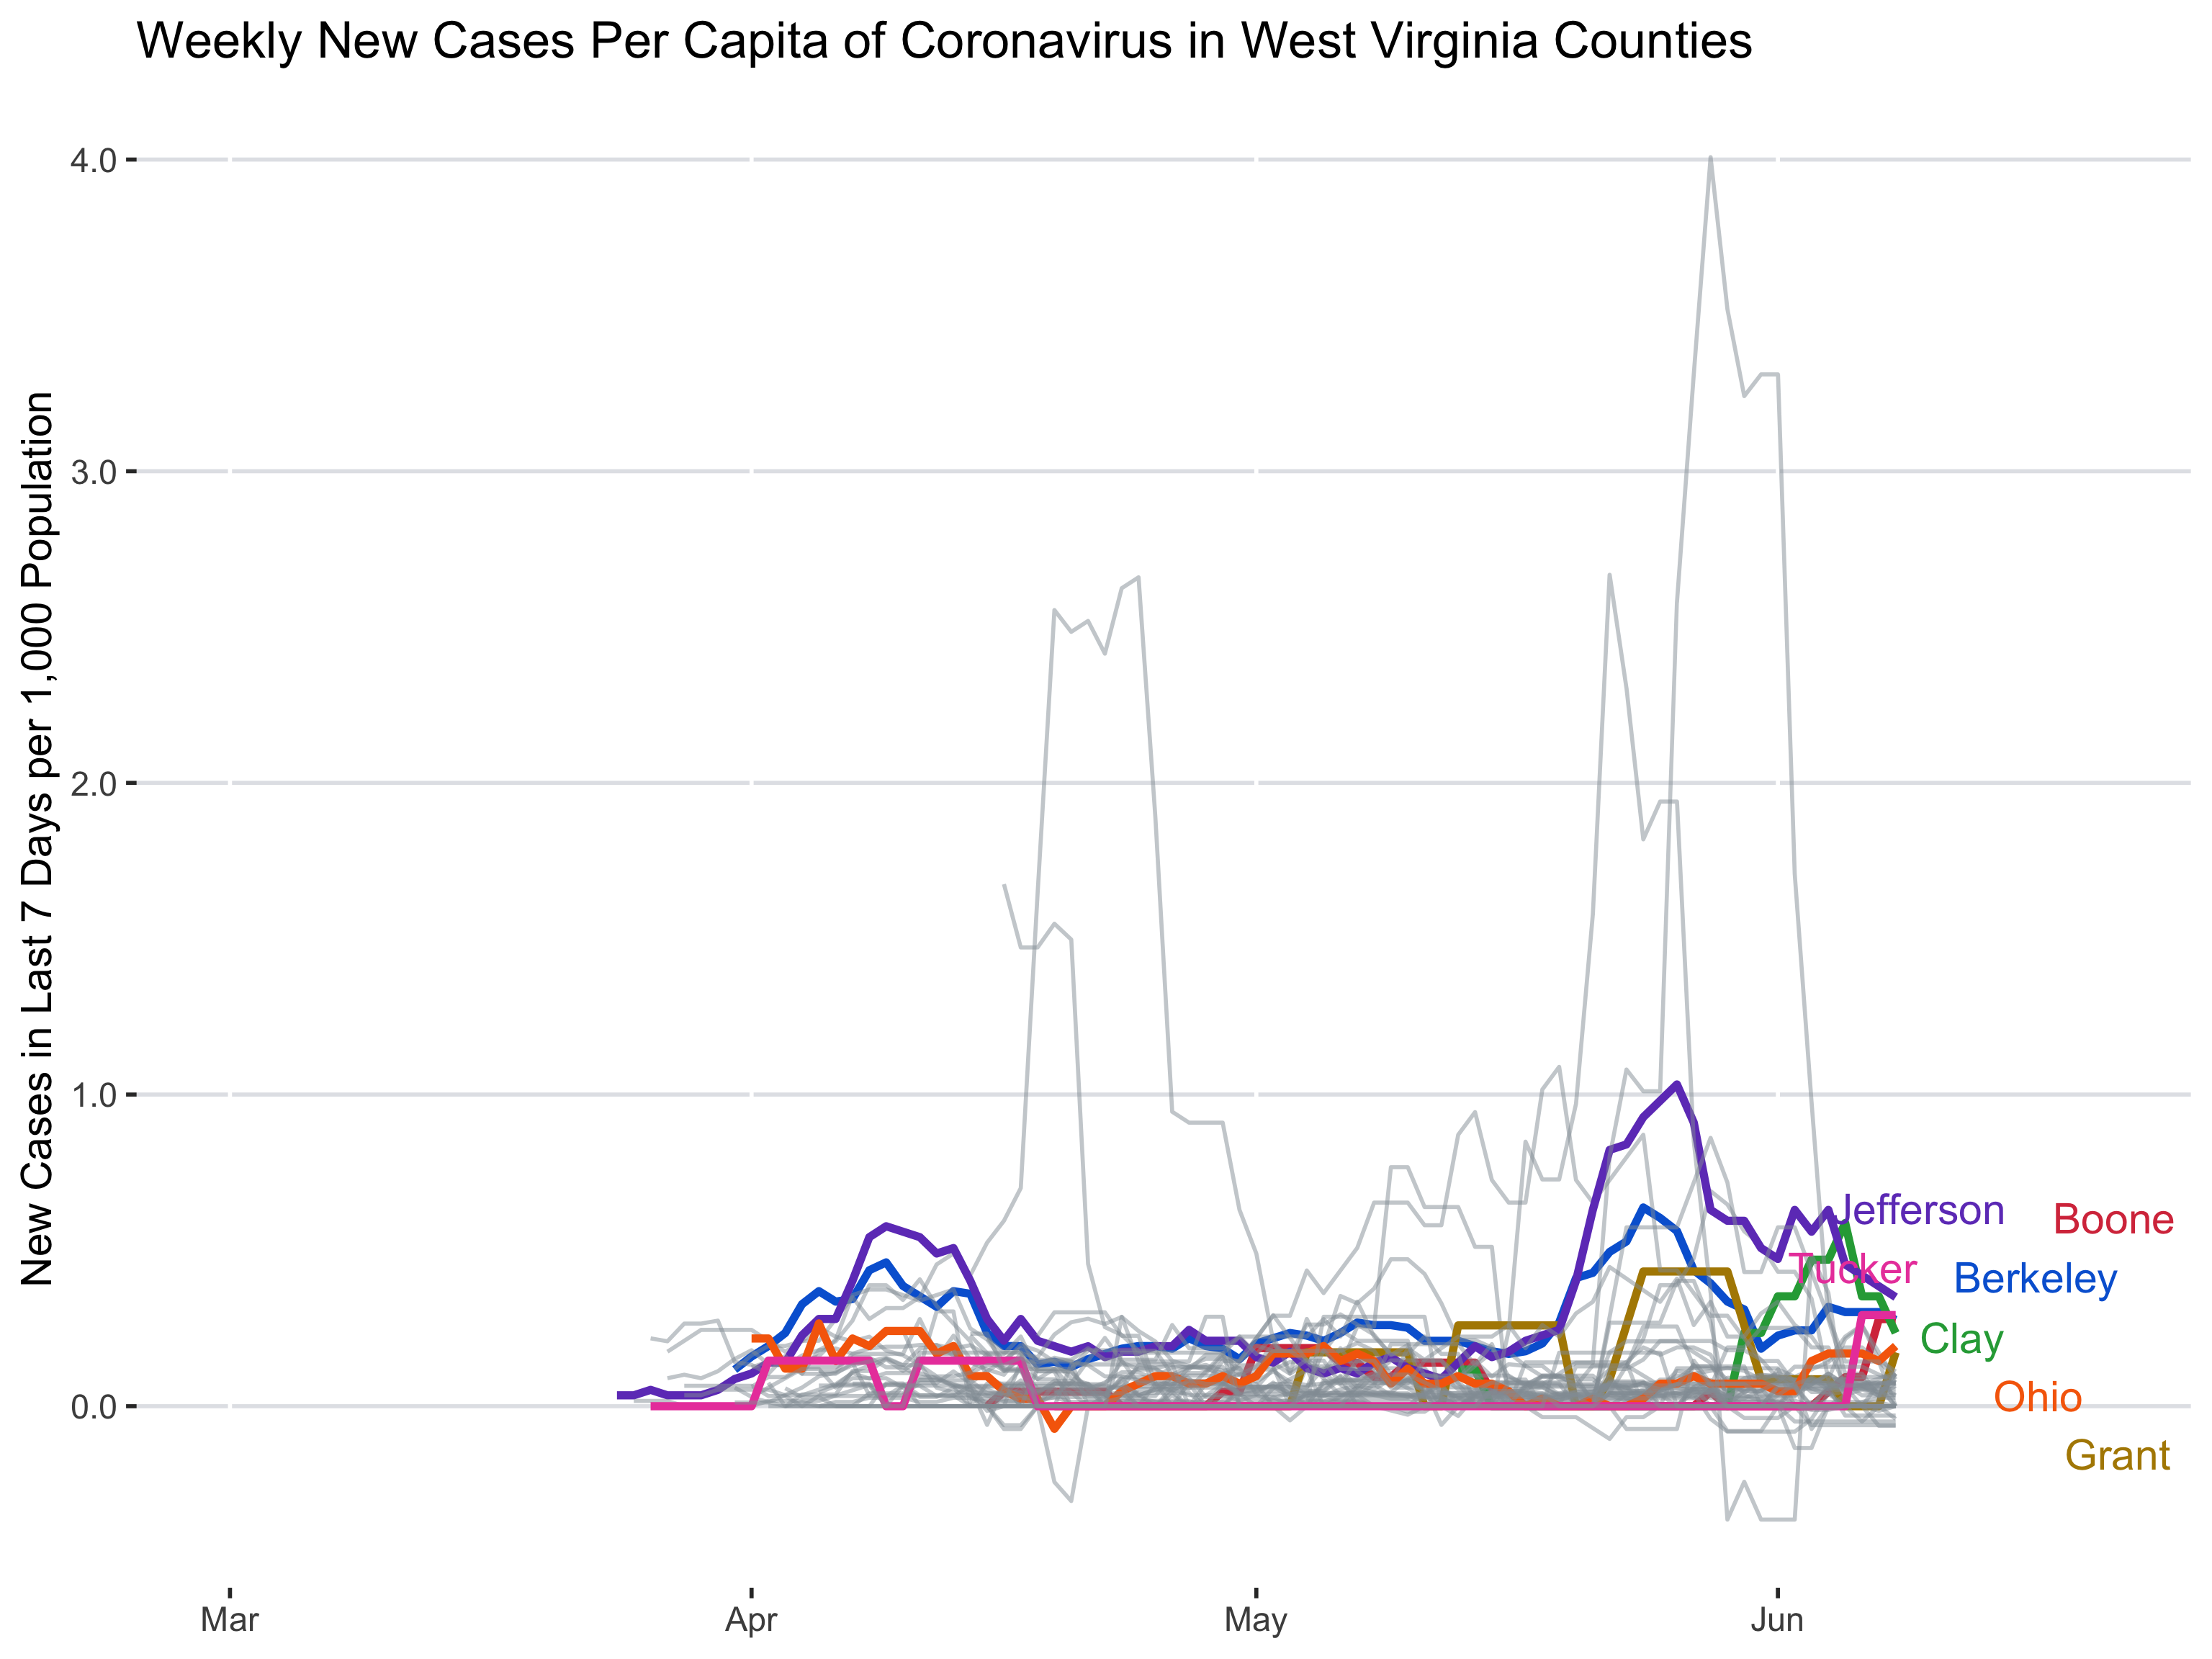 Weekly New Cases Per Capita of Coronavirus in West Virginia Counties
New Cases in Last 7 Days per 1,000 Population
4.0
3.0
2.0
1.0
0.0
Jefferson
Boone
Tucker
Berkeley
Clay
Ohio
Grant
Mar
Apr
May
Jun